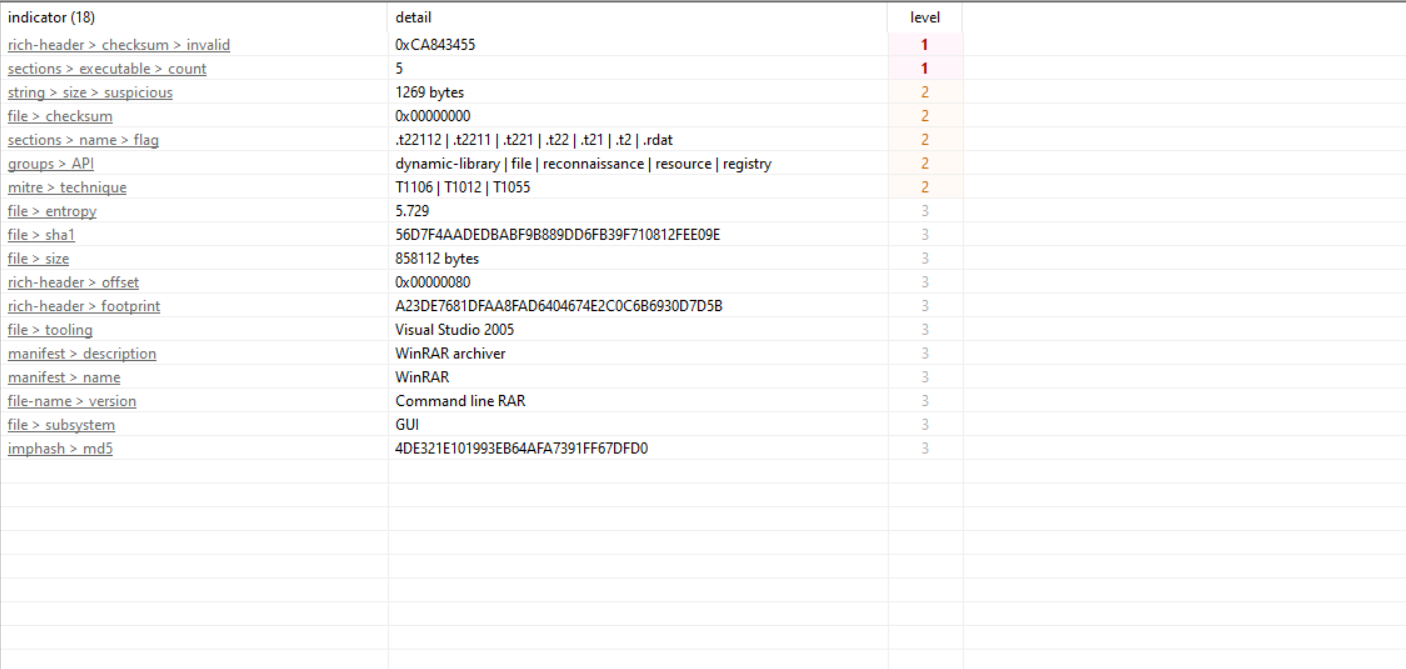 indicator (18) detail level
rich-header > checksum > invalid 0xCA843455 1
sections > executable > count 5 1
string > size > suspicious 1269 bytes 2
file > checksum 0x00000000 2
sections > name > flag .t22112 | .t2211 | .t221 | .t22 | .t21 | .t2 | .rdat 2
groups > API dynamic-library | file | reconnaissance | resource | registry 2
mitre > technique T1106 | T1012 | T1055 2
file > entropy 5.729 3
file > sha1 56D7F4AADEDBABF9B889DD6FB39F710812FEE09E 3
file > size 858112 bytes 3
rich-header > offset 0x00000080 3
rich-header > footprint A23DE7681DFAA8FAD6404674E2C0C6B6930D7D5B 3
file > tooling Visual Studio 2005 3
manifest > description WinRAR archiver 3
manifest > name WinRAR 3
file-name > version Command line RAR 3
file > subsystem GUI 3
imphash > md5 4DE321E101993EB64AFA7391FF67DFD0 3